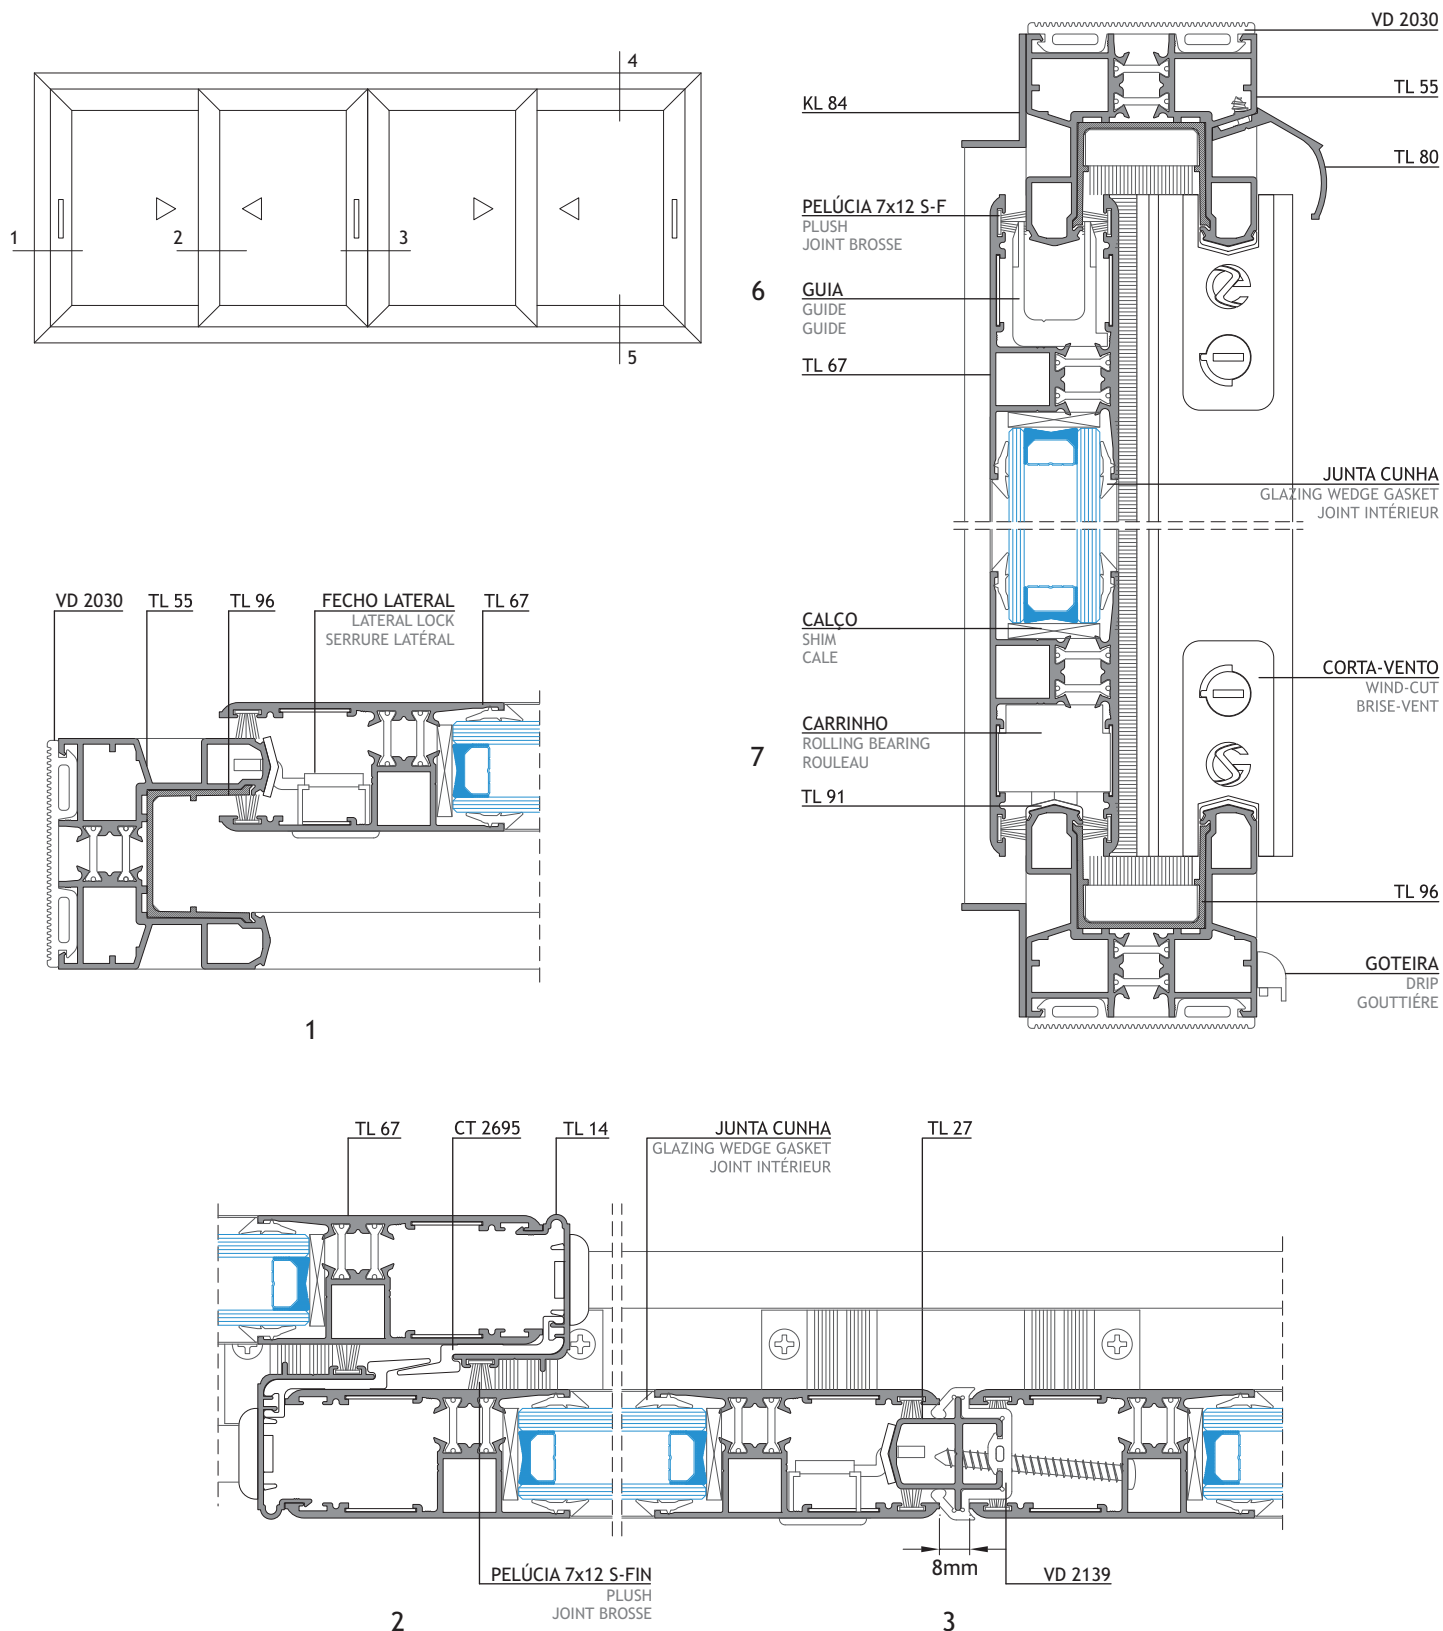 4
1
2
3
5
VD 2030
TL 55
KL 84
TL 80
PELÚCIA 7x12 S-F
PLUSH
JOINT BROSSE
6
GUIA
GUIDE
GUIDE
TL 67
JUNTA CUNHA
GLAZING WEDGE GASKET
JOINT INTÉRIEUR
CALÇO
SHIM
CALE
CORTA-VENTO
WIND-CUT
BRISE-VENT
7
CARRINHO
ROLLING BEARING
ROULEAU
TL 91
TL 96
GOTEIRA
DRIP
GOUTTIÉRE
VD 2030
TL 55
TL 96
FECHO LATERAL
LATERAL LOCK
SERRURE LATÉRAL
TL 67
1
TL 67
CT 2695
TL 14
JUNTA CUNHA
GLAZING WEDGE GASKET
JOINT INTÉRIEUR
TL 27
8mm
VD 2139
PELÚCIA 7x12 S-FIN
PLUSH
JOINT BROSSE
2
3